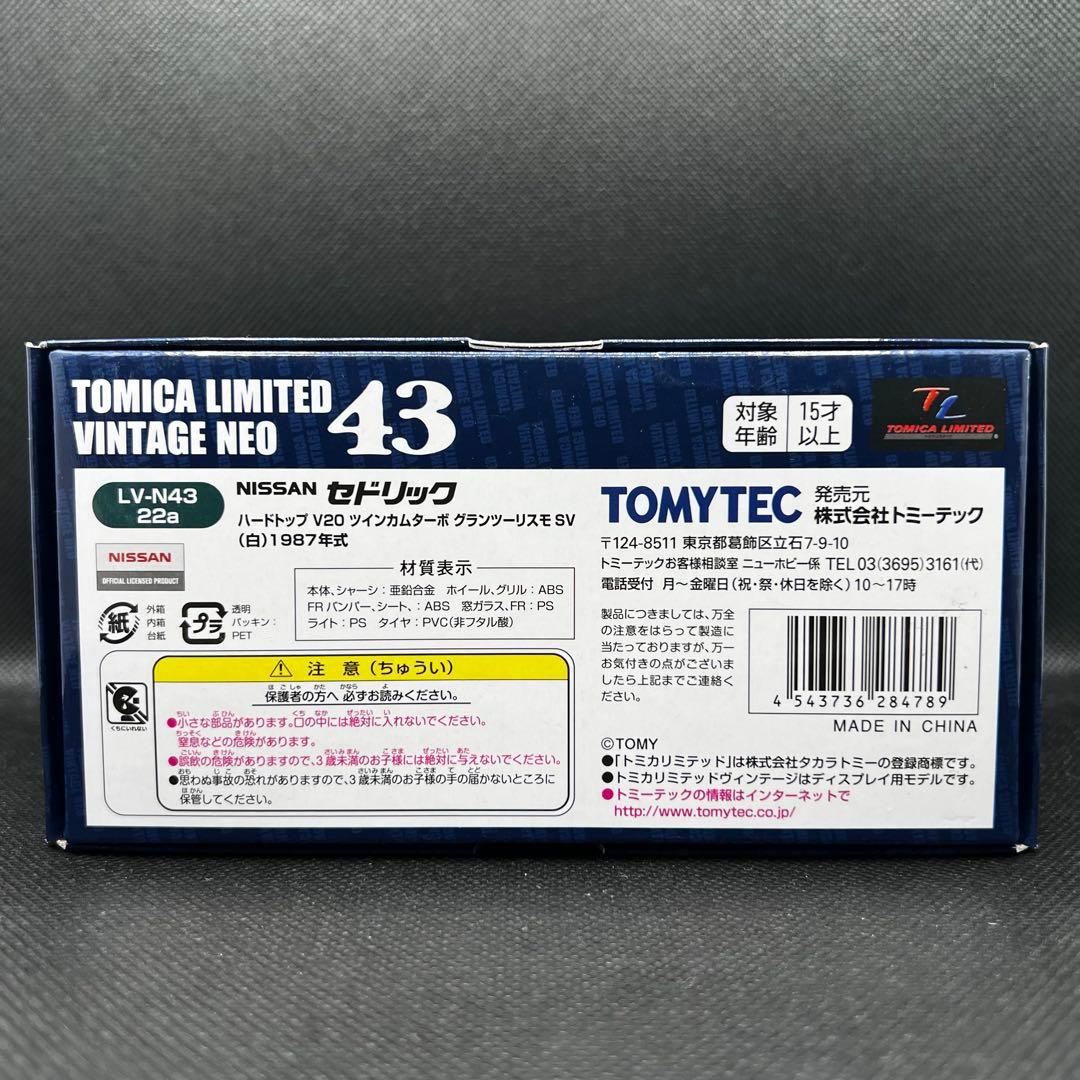 TOMICA LIMITED
VINTAGE NEO 43
対象年齢 15才以上
TL
TOMICA LIMITED
LV-N43
22a
NISSAN セドリック
ハードトップ V20 ツインカムターボ グランツーリスモ SV
(白)1987年式
NISSAN
OFFICIAL LICENSED PRODUCT
材質表示
本体、シャーシ:亜鉛合金 ホイール,グリル:ABS
FRバンパー、シート、:ABS 窓ガラス、FR:PS
ライト:PS タイヤ:PVC(非フタル酸)
紙
外箱
内箱
台紙
プラ
透明
パッキン:
PET
注意(ちゅうい)
保護者の方へ 必ずお読みください。
くちにいれない
●小さな部品があります。口の中には絶対に入れないでください。
窒息などの危険があります。
●誤飲の危険がありますので、3歳未満のお子様には絶対に与えないでください。
●思わぬ事故の恐れがありますので、3歳未満のお子様の手の届かないところに
保管してください。
TOMYTEC 発売元
株式会社トミーテック
〒124-8511 東京都葛飾区立石7-9-10
トミーテックお客様相談室 ニューホビー係 TEL 03(3695)3161(代)
電話受付 月~金曜日(祝・祭・休日を除く)10~17時
製品につきましては、万全
の注意をはらって製造に
当たっておりますが、万一
お気付きの点がございま
したら上記までご連絡く
ださい。
4 543736 284789
MADE IN CHINA
©TOMY
●「トミカリミテッド」は株式会社タカラトミーの登録商標です。
●トミカリミテッドヴィンテージはディスプレイ用モデルです。
●トミーテックの情報はインターネットで
http://www.tomytec.co.jp/